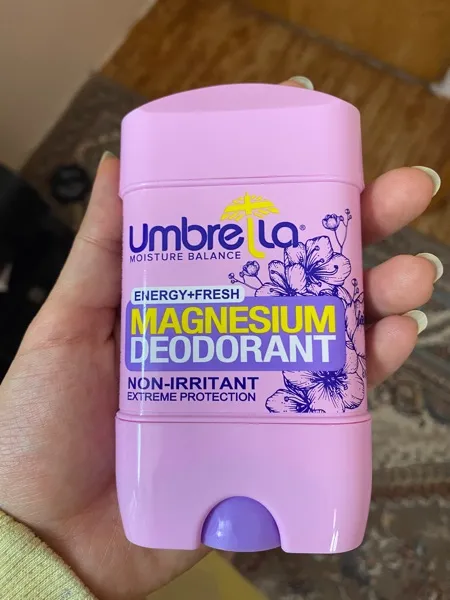 Umbrella®
MOISTURE BALANCE
ENERGY+FRESH
MAGNESIUM
DEODORANT
NON-IRRITANT
EXTREME PROTECTION